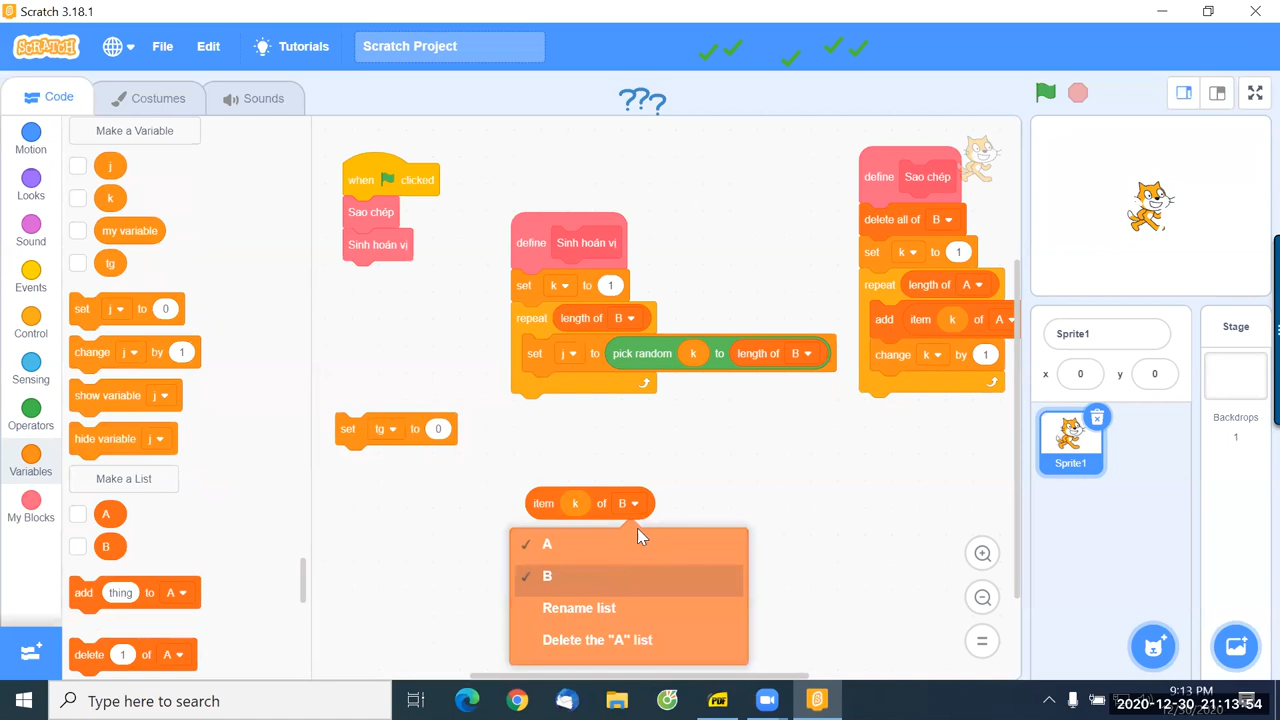 Scratch 3.18.1
SCRATCH
File
Edit
Tutorials
Scratch Project
Code
Costumes
Sounds
???
Motion
Looks
Sound
Events
Control
Sensing
Operators
Variables
My Blocks
Make a Variable
j
k
my variable
tg
set j to 0
change j by 1
show variable j
hide variable j
Make a List
A
B
add thing to A
delete 1 of A
when clicked
Sao chép
Sinh hoán vị
define Sinh hoán vị
set k to 1
repeat length of B
set j to pick random k to length of B
set tg to 0
item k of B
A
B
Rename list
Delete the "A" list
define Sao chép
delete all of B
set k to 1
repeat length of A
add item k of A
change k by 1
Sprite1
x 0 y 0
Sprite1
Stage
Backdrops
1
Type here to search
PDF
9:13 PM
2020-12-30 21:13:54